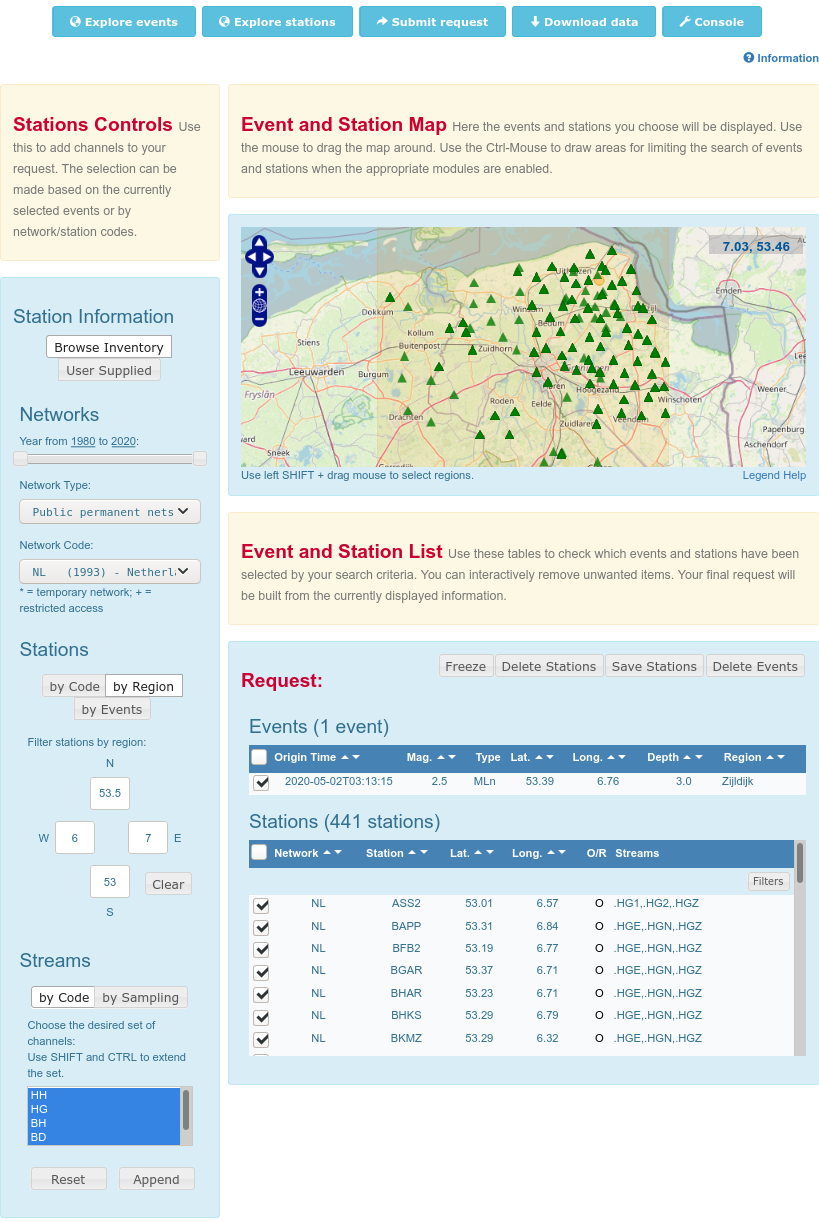 Explore events
Explore stations
Submit request
Download data
Console
Information
Stations Controls Use
this to add channels to your
request. The selection can be
made based on the currently
selected events or by
network/station codes.
Station Information
Browse Inventory
User Supplied
Networks
Year from 1980 to 2020:
Network Type:
Public permanent nets
Network Code:
NL (1993) - Netherl
* = temporary network; + =
restricted access
Stations
by Code by Region
by Events
Filter stations by region:
N
53.5
W 6 7 E
53 Clear
S
Streams
by Code by Sampling
Choose the desired set of
channels:
Use SHIFT and CTRL to extend
the set.
HH
HG
BH
BD
Reset Append
Event and Station Map Here the events and stations you choose will be displayed. Use
the mouse to drag the map around. Use the Ctrl-Mouse to draw areas for limiting the search of events
and stations when the appropriate modules are enabled.
7.03, 53.46
Emden
Dokkum
Stiens
Kollum
Buitenpost
Zuidhorn
Bedum
Leeuwarden
Burgum
Fryslân
Drachten
Roden
Eelde
Hoogezand
Zuidlaren
Veendam
Winschoten
Weener
Papenburg
Aschendorf
Sneek
Use left SHIFT + drag mouse to select regions.
Legend Help
Event and Station List Use these tables to check which events and stations have been
selected by your search criteria. You can interactively remove unwanted items. Your final request will
be built from the currently displayed information.
Request:
Freeze Delete Stations Save Stations Delete Events
Events (1 event)
Origin Time Mag. Type Lat. Long. Depth Region
2020-05-02T03:13:15 2.5 MLn 53.39 6.76 3.0 Zijldijk
Stations (441 stations)
Network Station Lat. Long. O/R Streams
Filters
NL ASS2 53.01 6.57 O .HG1,.HG2,.HGZ
NL BAPP 53.31 6.84 O .HGE,.HGN,.HGZ
NL BFB2 53.19 6.77 O .HGE,.HGN,.HGZ
NL BGAR 53.37 6.71 O .HGE,.HGN,.HGZ
NL BHAR 53.23 6.71 O .HGE,.HGN,.HGZ
NL BHKS 53.29 6.79 O .HGE,.HGN,.HGZ
NL BKMZ 53.29 6.32 O .HGE,.HGN,.HGZ